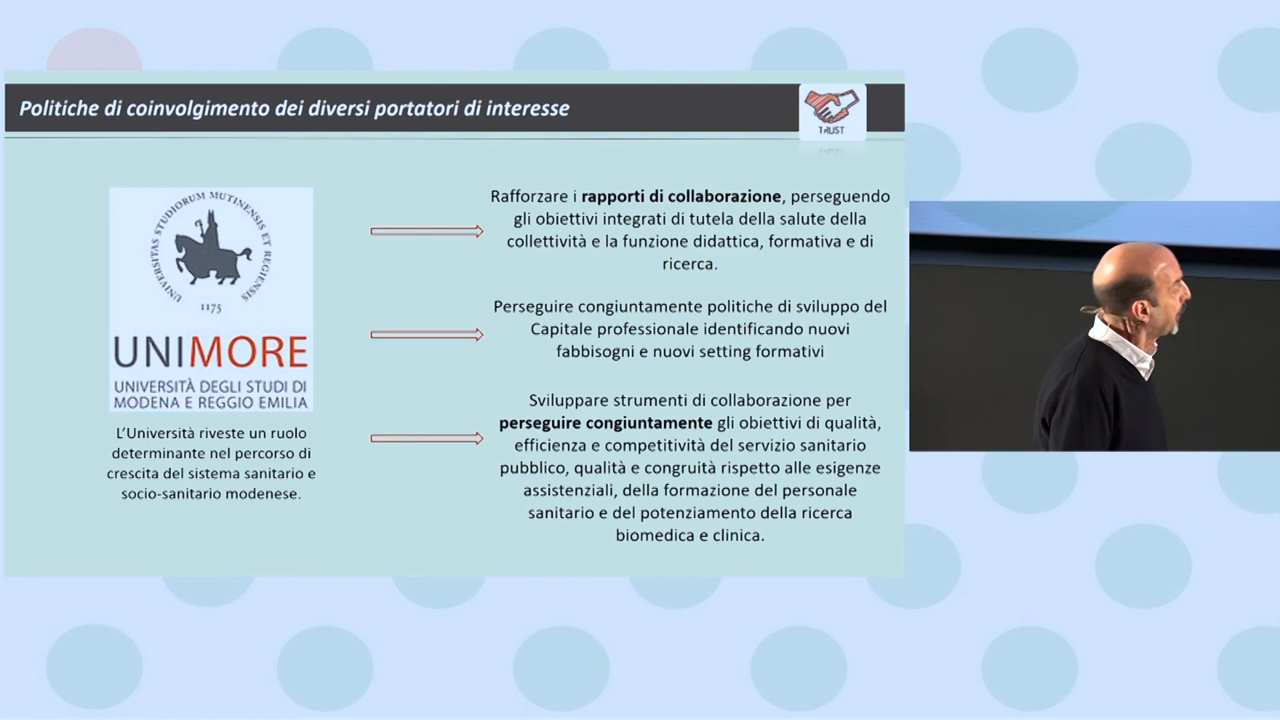 Politiche di coinvolgimento dei diversi portatori di interesse
TRUST
UNIVERSITAS STUDIORUM MUTINENSIS ET REGIENSIS
1175
UNIMORE
UNIVERSITÀ DEGLI STUDI DI
MODENA E REGGIO EMILIA
L’Università riveste un ruolo
determinante nel percorso di
crescita del sistema sanitario e
socio-sanitario modenese.
Rafforzare i rapporti di collaborazione, perseguendo
gli obiettivi integrati di tutela della salute della
collettività e la funzione didattica, formativa e di
ricerca.
Perseguire congiuntamente politiche di sviluppo del
Capitale professionale identificando nuovi
fabbisogni e nuovi setting formativi
Sviluppare strumenti di collaborazione per
perseguire congiuntamente gli obiettivi di qualità,
efficienza e competitività del servizio sanitario
pubblico, qualità e congruità rispetto alle esigenze
assistenziali, della formazione del personale
sanitario e del potenziamento della ricerca
biomedica e clinica.